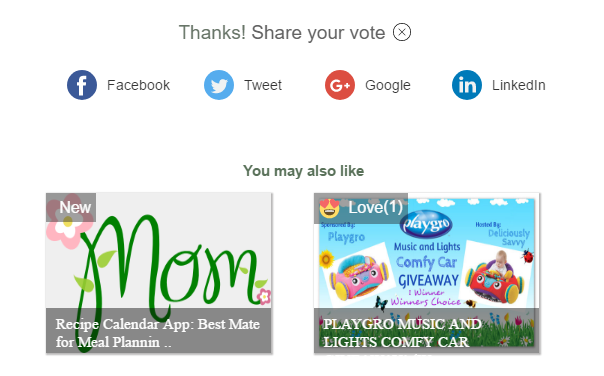 Thanks! Share your vote
Facebook
Tweet
Google
LinkedIn
You may also like
New
Mom
Recipe Calendar App: Best Mate
for Meal Plannin ..
Love(1)
Sponsored By:
Playgro
playgro
Hosted By:
Deliciously
Savvy
Music and Lights
Comfy Car
GIVEAWAY
1 Winner
Winners Choice
PLAYGRO MUSIC AND
LIGHTS COMFY CAR